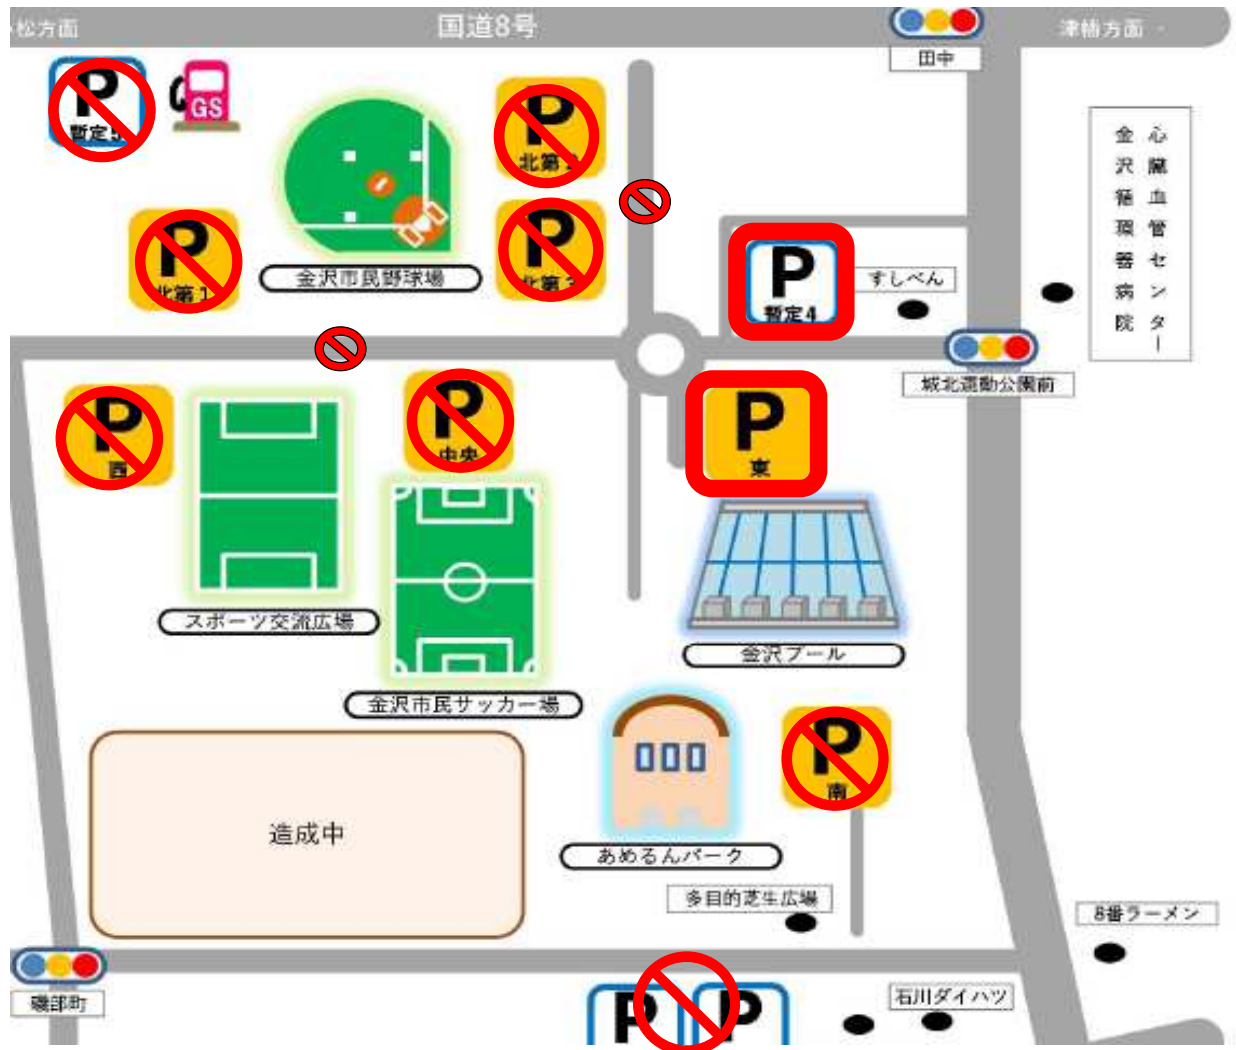 松方面
国道8号
田中
津幡方面
P
暫定5
GS
P
北第2
金沢循環器病院
心臓血管センター
P
北第1
P
北第3
金沢市民野球場
P
暫定4
すしべん
城北運動公園前
P
西
P
中央
P
東
スポーツ交流広場
金沢プール
金沢市民サッカー場
P
南
造成中
あめるんパーク
多目的芝生広場
8番ラーメン
磯部町
P
P
石川ダイハツ